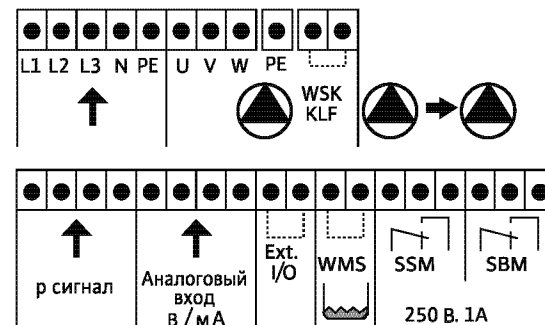 L1 L2 L3 N PE U V W PE
WSK
KLF
p сигнал
Аналоговый
вход
В / мА
Ext.
I/O
WMS
SSM
SBM
250 В. 1А